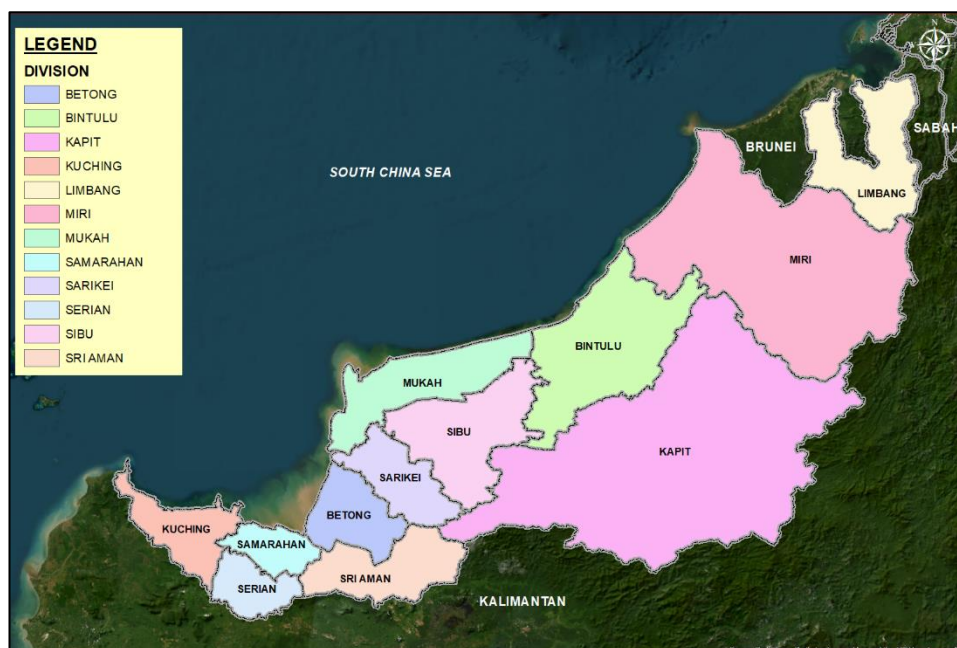 LEGEND
DIVISION
BETONG
BINTULU
KAPIT
KUCHING
LIMBANG
MIRI
MUKAH
SAMARAHAN
SARIKEI
SERIAN
SIBU
SRI AMAN
N
SABAH
BRUNEI
SOUTH CHINA SEA
LIMBANG
MIRI
BINTULU
MUKAH
SIBU
KAPIT
SARIKEI
BETONG
KUCHING
SAMARAHAN
SRI AMAN
SERIAN
KALIMANTAN